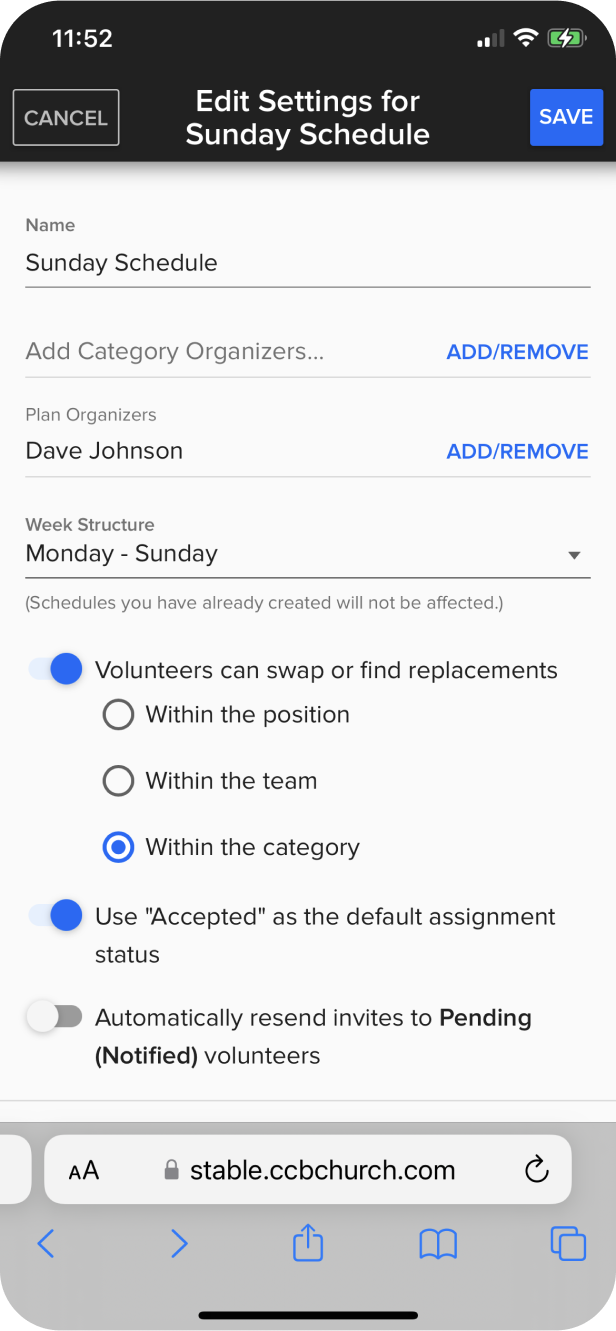 11:52
CANCEL
Edit Settings for
Sunday Schedule
SAVE
Name
Sunday Schedule
Add Category Organizers...
ADD/REMOVE
Plan Organizers
Dave Johnson
ADD/REMOVE
Week Structure
Monday - Sunday
(Schedules you have already created will not be affected.)
Volunteers can swap or find replacements
Within the position
Within the team
Within the category
Use "Accepted" as the default assignment
status
Automatically resend invites to Pending
(Notified) volunteers
AA
stable.ccbchurch.com